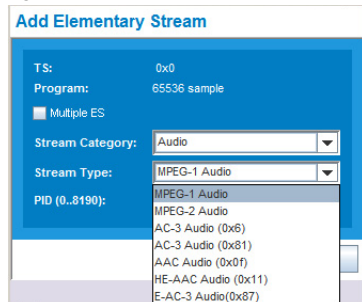 Add Elementary Stream
TS: 0x0
Program: 65536 sample
Multiple ES
Stream Category: Audio
Stream Type: MPEG-1 Audio
PID (0..8190):
MPEG-1 Audio
MPEG-2 Audio
AC-3 Audio (0x6)
AC-3 Audio (0x81)
AAC Audio (0x0f)
HE-AAC Audio (0x11)
E-AC-3 Audio(0x87)